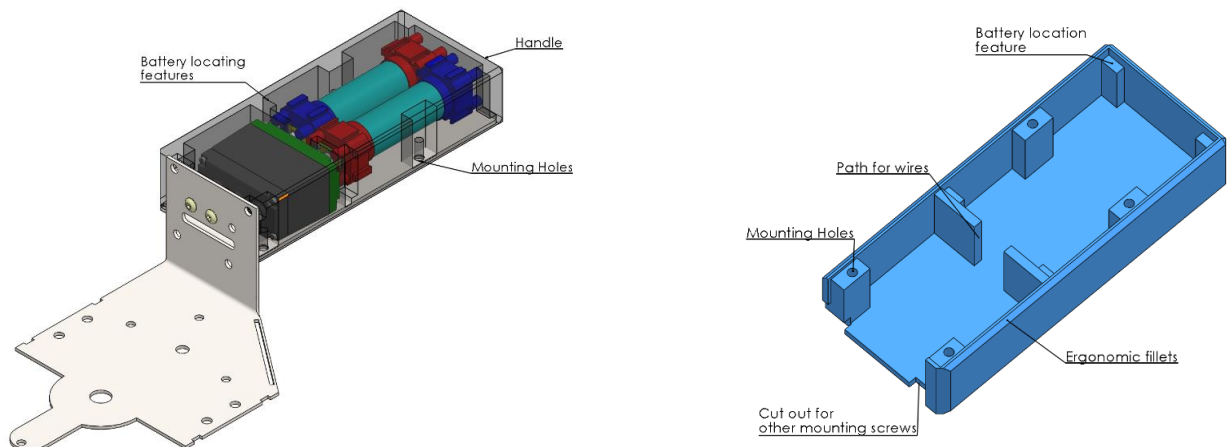 Handle
Battery locating
features
Mounting Holes
Battery location
feature
Path for wires
Mounting Holes
Ergonomic fillets
Cut out for
other mounting screws